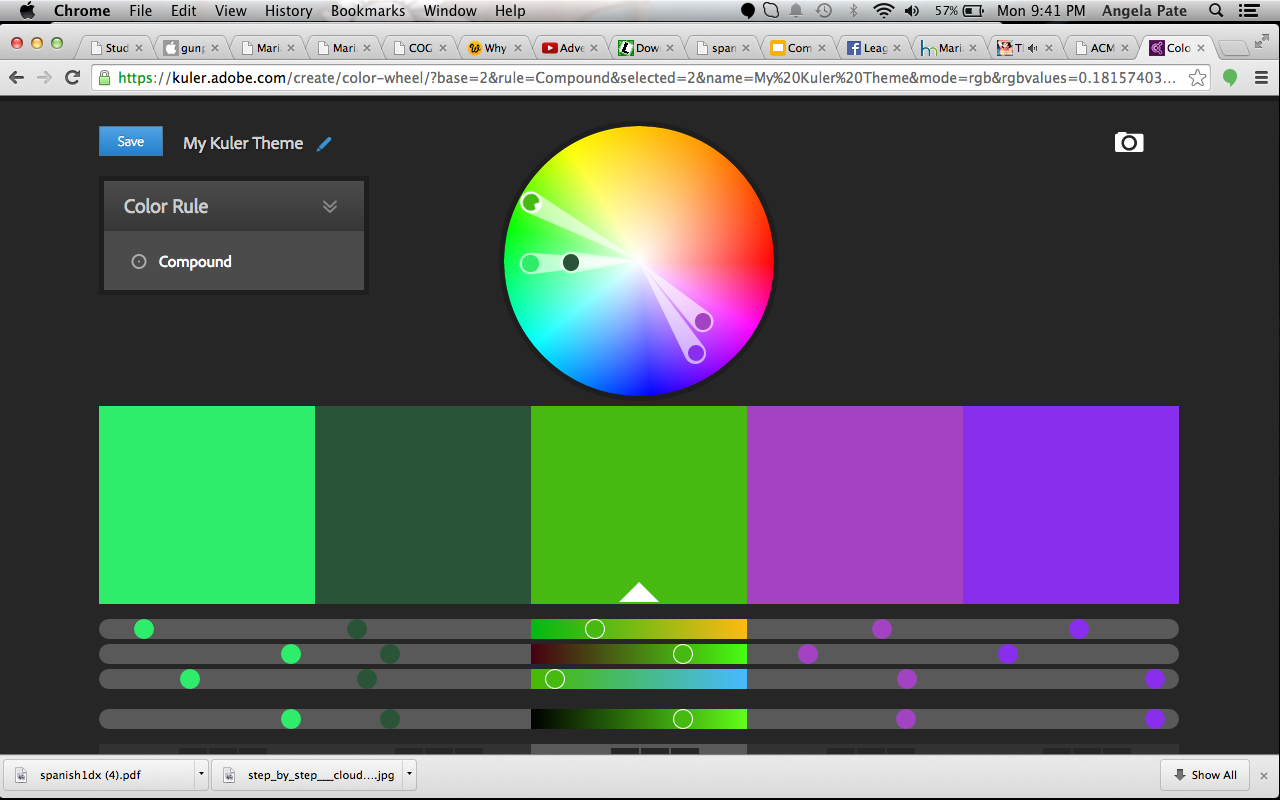 Chrome File Edit View History Bookmarks Window Help 57% Mon 9:41 PM Angela Pate
Stud gunp Mari Mari COG Why Adve Dow span Com Leag Mari ACM Colo
https://kuler.adobe.com/create/color-wheel/?base=2&rule=Compound&selected=2&name=My%20Kuler%20Theme&mode=rgb&rgbvalues=0.18157403...
Save My Kuler Theme
Color Rule
Compound
spanish1dx (4).pdf step_by_step___cloud....jpg Show All